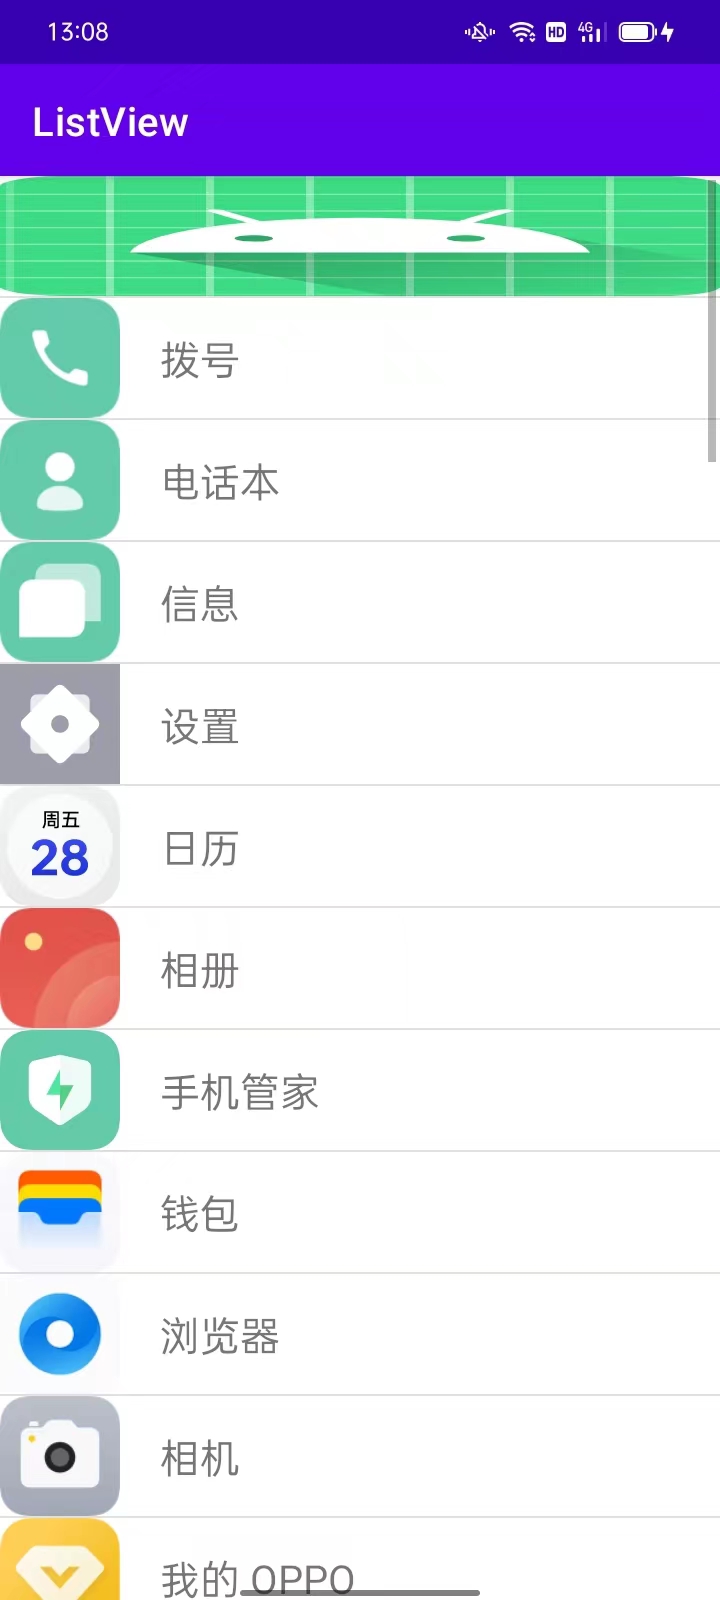 13:08
HD
4G
ListView
拨号
电话本
信息
设置
周五
28
日历
相册
手机管家
钱包
浏览器
相机
我的 OPPO